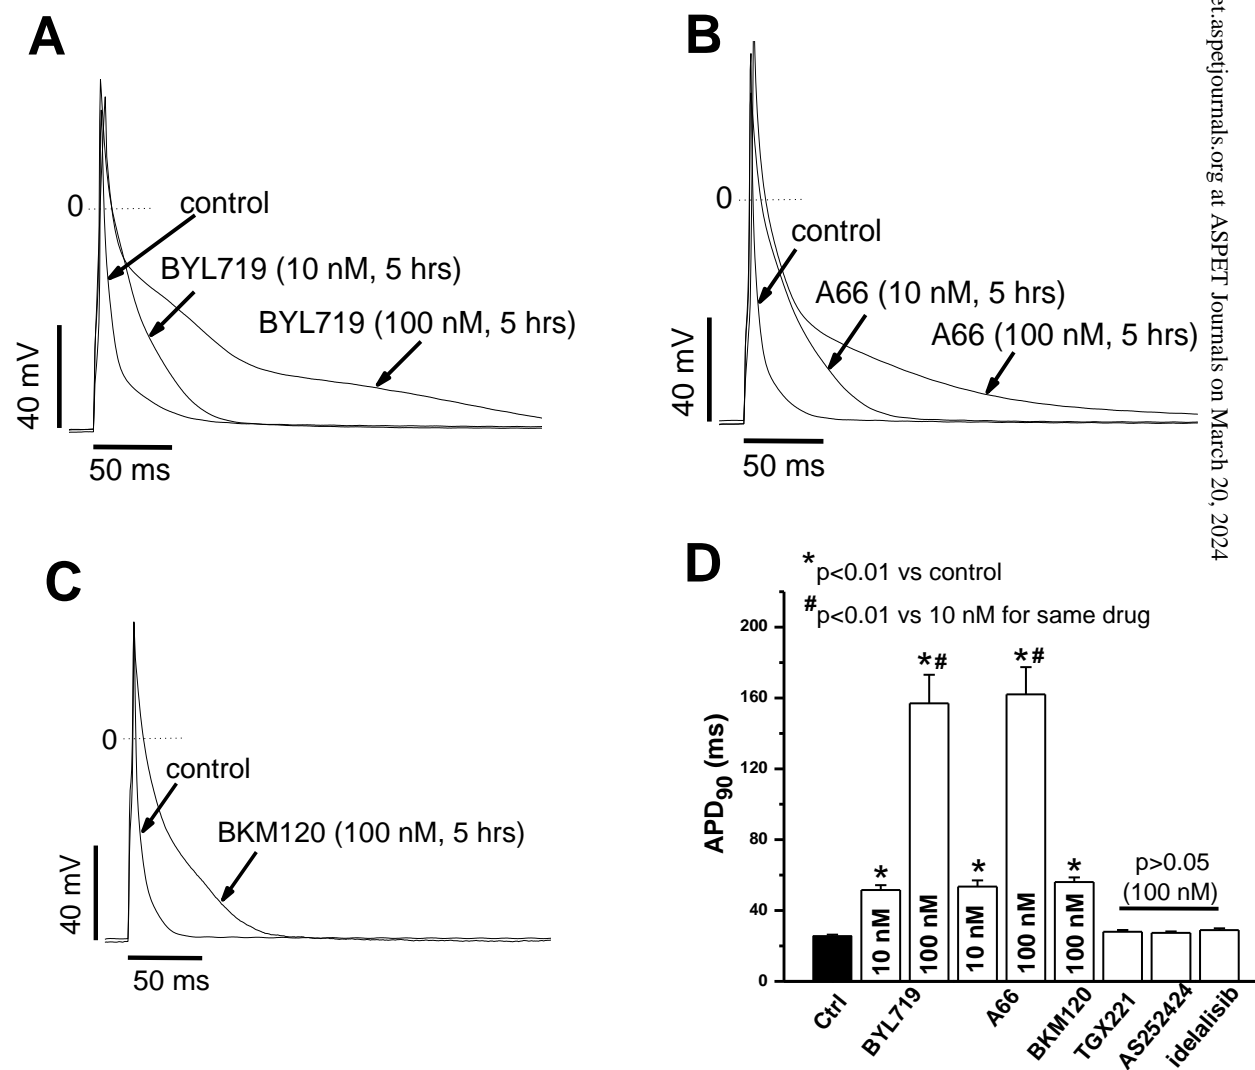 A
0
control
BYL719 (10 nM, 5 hrs)
BYL719 (100 nM, 5 hrs)
40 mV
50 ms
B
0
control
A66 (10 nM, 5 hrs)
A66 (100 nM, 5 hrs)
40 mV
50 ms
et.aspetjournals.org at ASPET Journals on March 20, 2024
C
0
control
BKM120 (100 nM, 5 hrs)
40 mV
50 ms
D
*p<0.01 vs control
#p<0.01 vs 10 nM for same drug
APD90 (ms)
200
160
120
80
40
0
*
*#
*
*#
*
p>0.05
(100 nM)
10 nM
100 nM
10 nM
100 nM
100 nM
Ctrl
BYL719
A66
BKM120
TGX221
AS252424
idelalisib